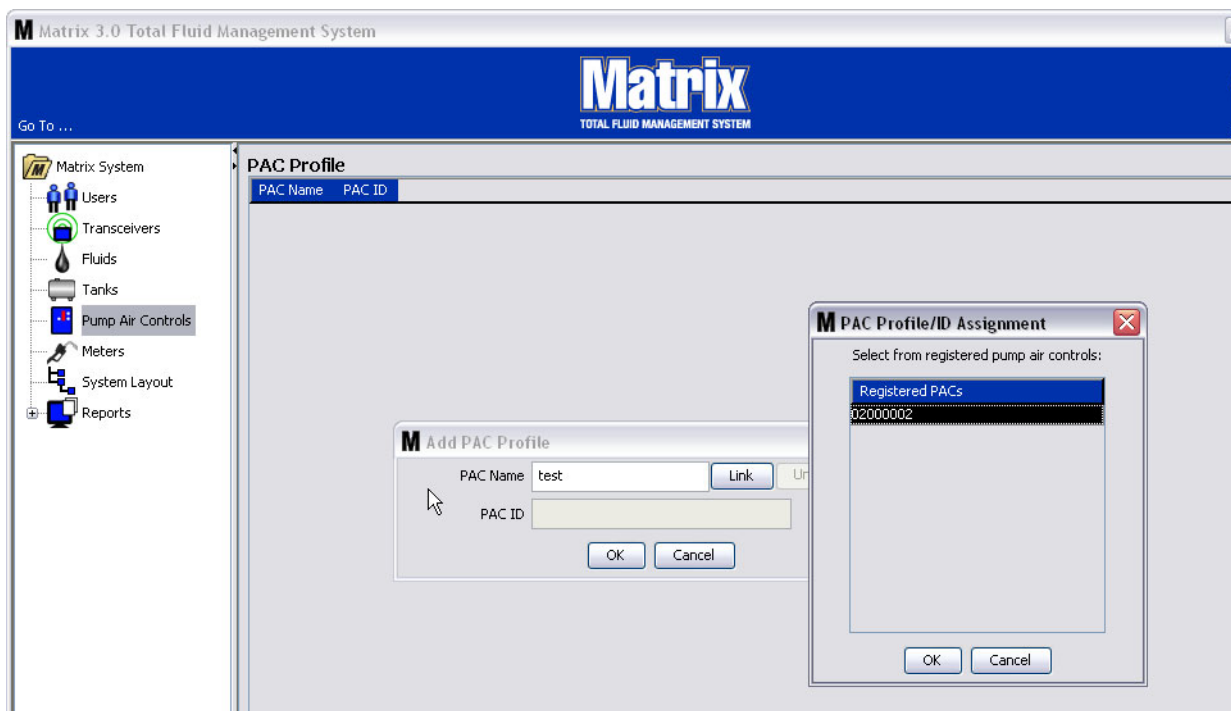 M Matrix 3.0 Total Fluid Management System
Matrix
TOTAL FLUID MANAGEMENT SYSTEM
Go To ...
M Matrix System
Users
Transceivers
Fluids
Tanks
Pump Air Controls
Meters
System Layout
Reports
PAC Profile
PAC Name PAC ID
M Add PAC Profile
PAC Name test Link Un
PAC ID
OK Cancel
M PAC Profile/ID Assignment
Select from registered pump air controls:
Registered PACs
02000002
OK Cancel